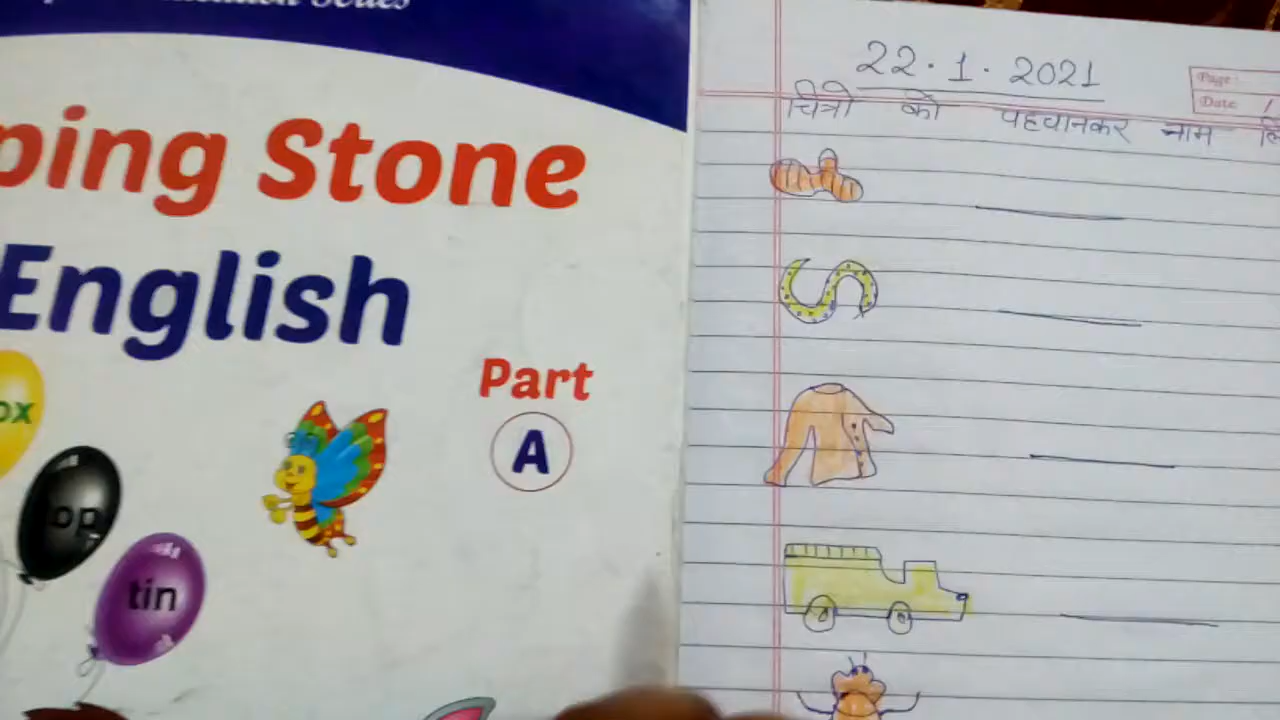 ping Stone
English
Part
A
ox
op
tin
22.1.2021
Page:
Date /
चित्रो को पहचानकर नाम